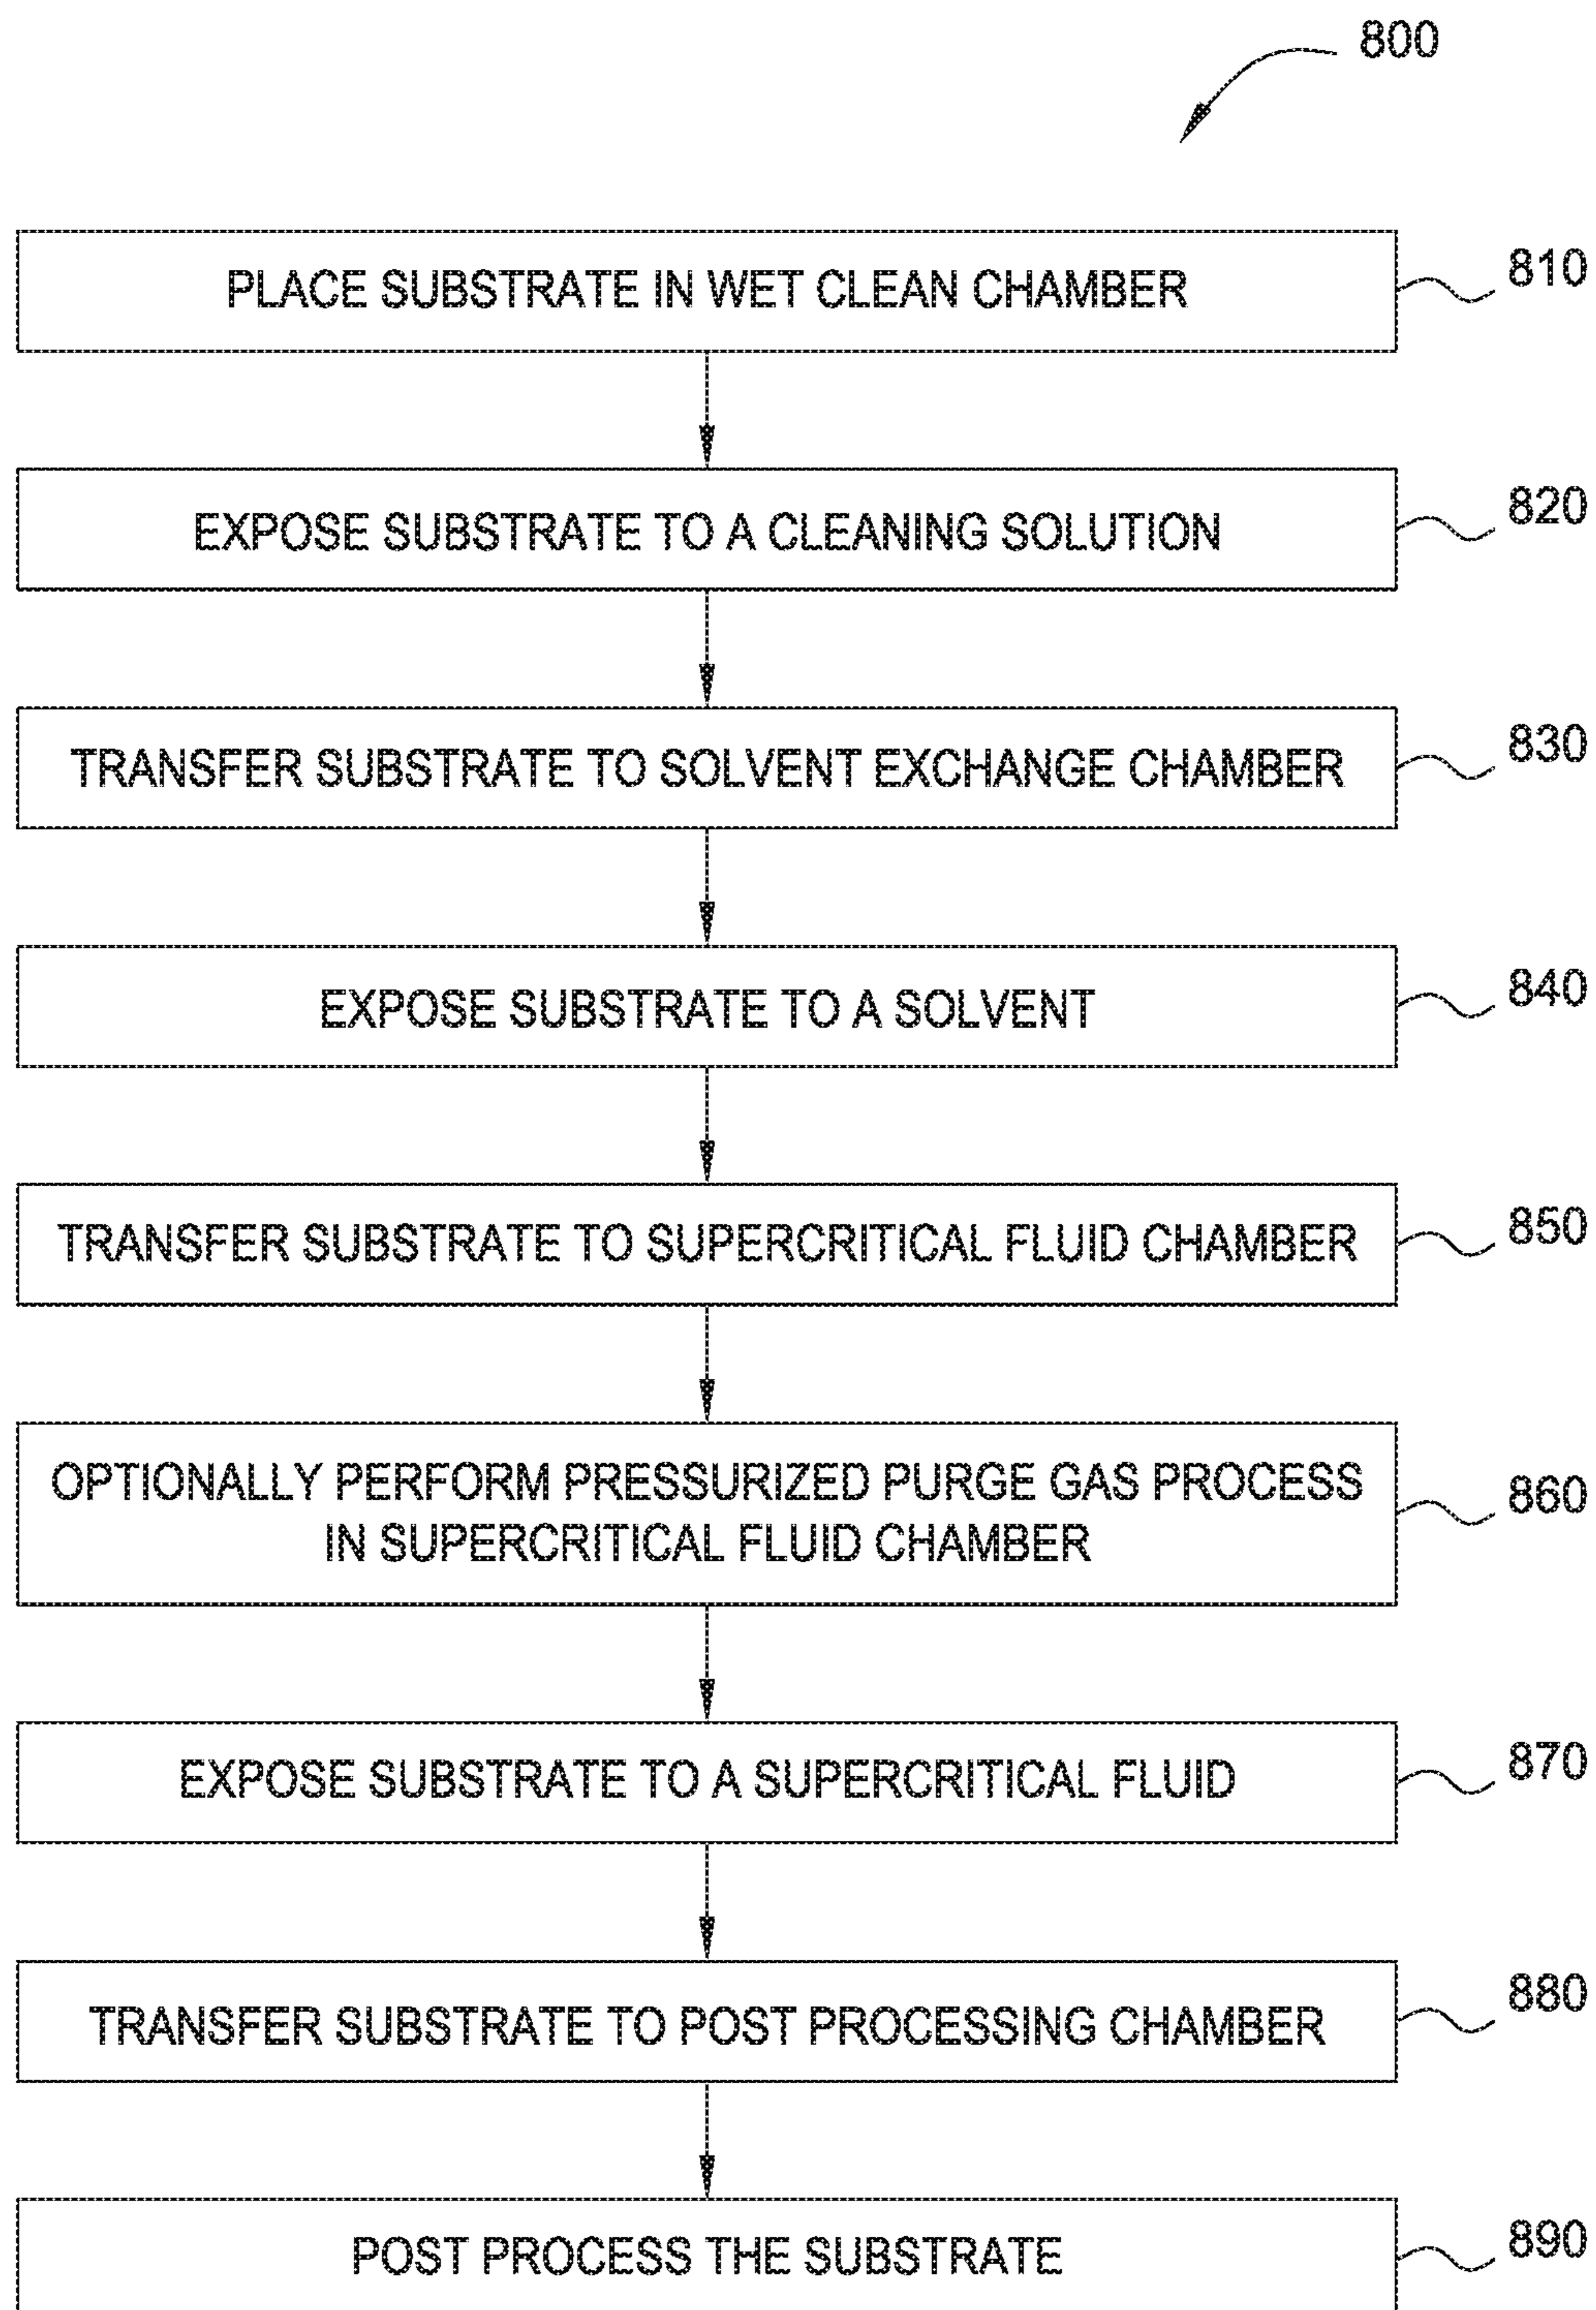 800
PLACE SUBSTRATE IN WET CLEAN CHAMBER
810
EXPOSE SUBSTRATE TO A CLEANING SOLUTION
820
TRANSFER SUBSTRATE TO SOLVENT EXCHANGE CHAMBER
830
EXPOSE SUBSTRATE TO A SOLVENT
840
TRANSFER SUBSTRATE TO SUPERCRITICAL FLUID CHAMBER
850
OPTIONALLY PERFORM PRESSURIZED PURGE GAS PROCESS
IN SUPERCRITICAL FLUID CHAMBER
860
EXPOSE SUBSTRATE TO A SUPERCRITICAL FLUID
870
TRANSFER SUBSTRATE TO POST PROCESSING CHAMBER
880
POST PROCESS THE SUBSTRATE
890